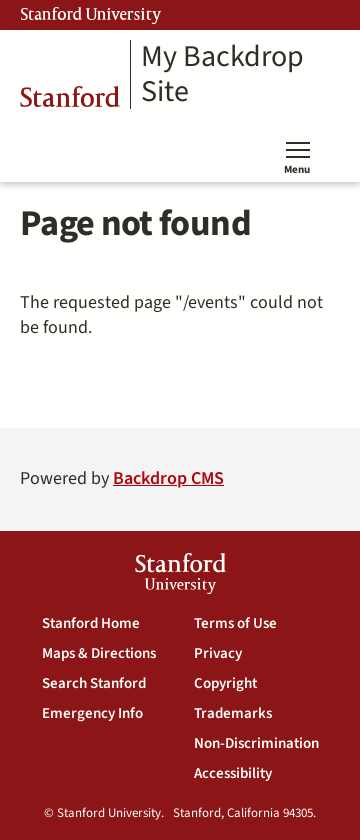 Stanford University
Stanford
My Backdrop
Site
Menu
Page not found
The requested page "/events" could not
be found.
Powered by Backdrop CMS
Stanford
University
Stanford Home
Maps & Directions
Search Stanford
Emergency Info
Terms of Use
Privacy
Copyright
Trademarks
Non-Discrimination
Accessibility
© Stanford University. Stanford, California 94305.